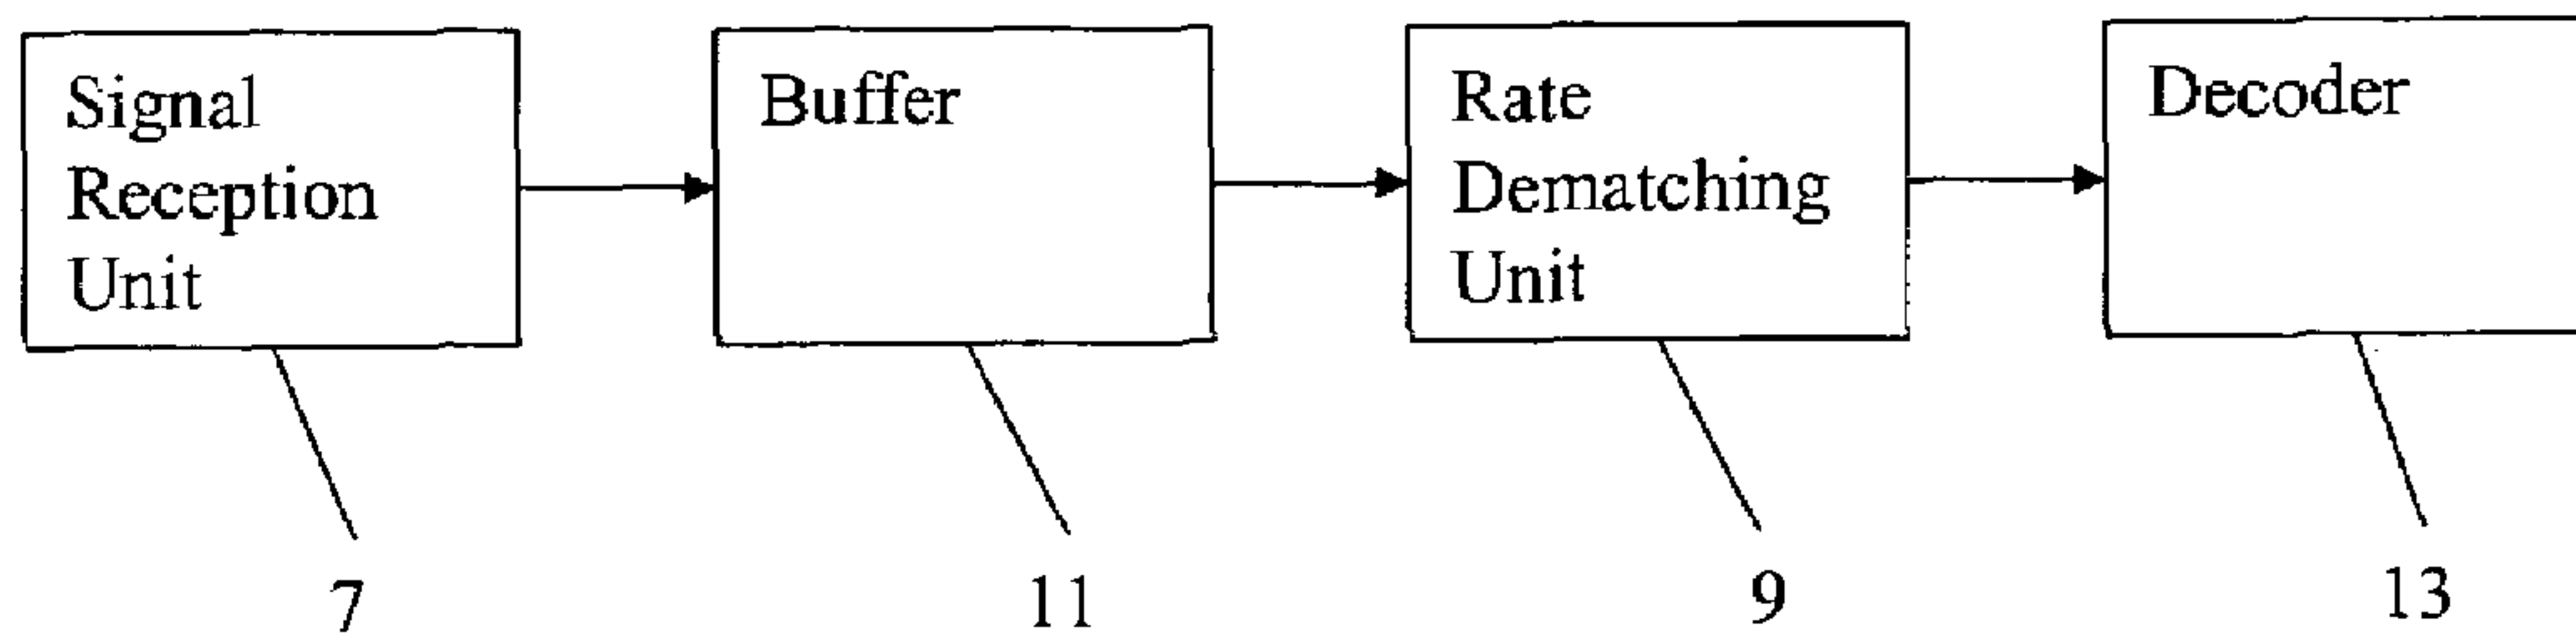 Signal
Reception
Unit
Buffer
Rate
Dematching
Unit
Decoder
7
11
9
13